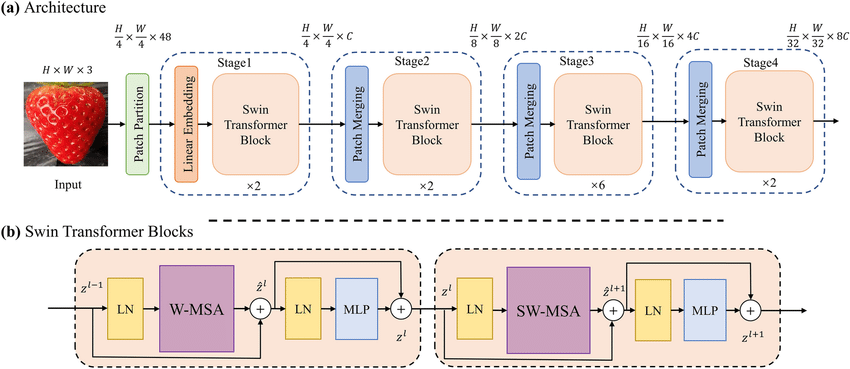 (a) Architecture
H/4 × W/4 × 48
H/4 × W/4 × C
H/8 × W/8 × 2C
H/16 × W/16 × 4C
H/32 × W/32 × 8C
H × W × 3
Input
Patch Partition
Stage1
Linear Embedding
Swin
Transformer
Block
×2
Stage2
Patch Merging
Swin
Transformer
Block
×2
Stage3
Patch Merging
Swin
Transformer
Block
×6
Stage4
Patch Merging
Swin
Transformer
Block
×2
(b) Swin Transformer Blocks
z^{l−1}
LN
W-MSA
ẑ^l
+
LN
MLP
+
z^l
z^l
LN
SW-MSA
ẑ^{l+1}
+
LN
MLP
+
z^{l+1}